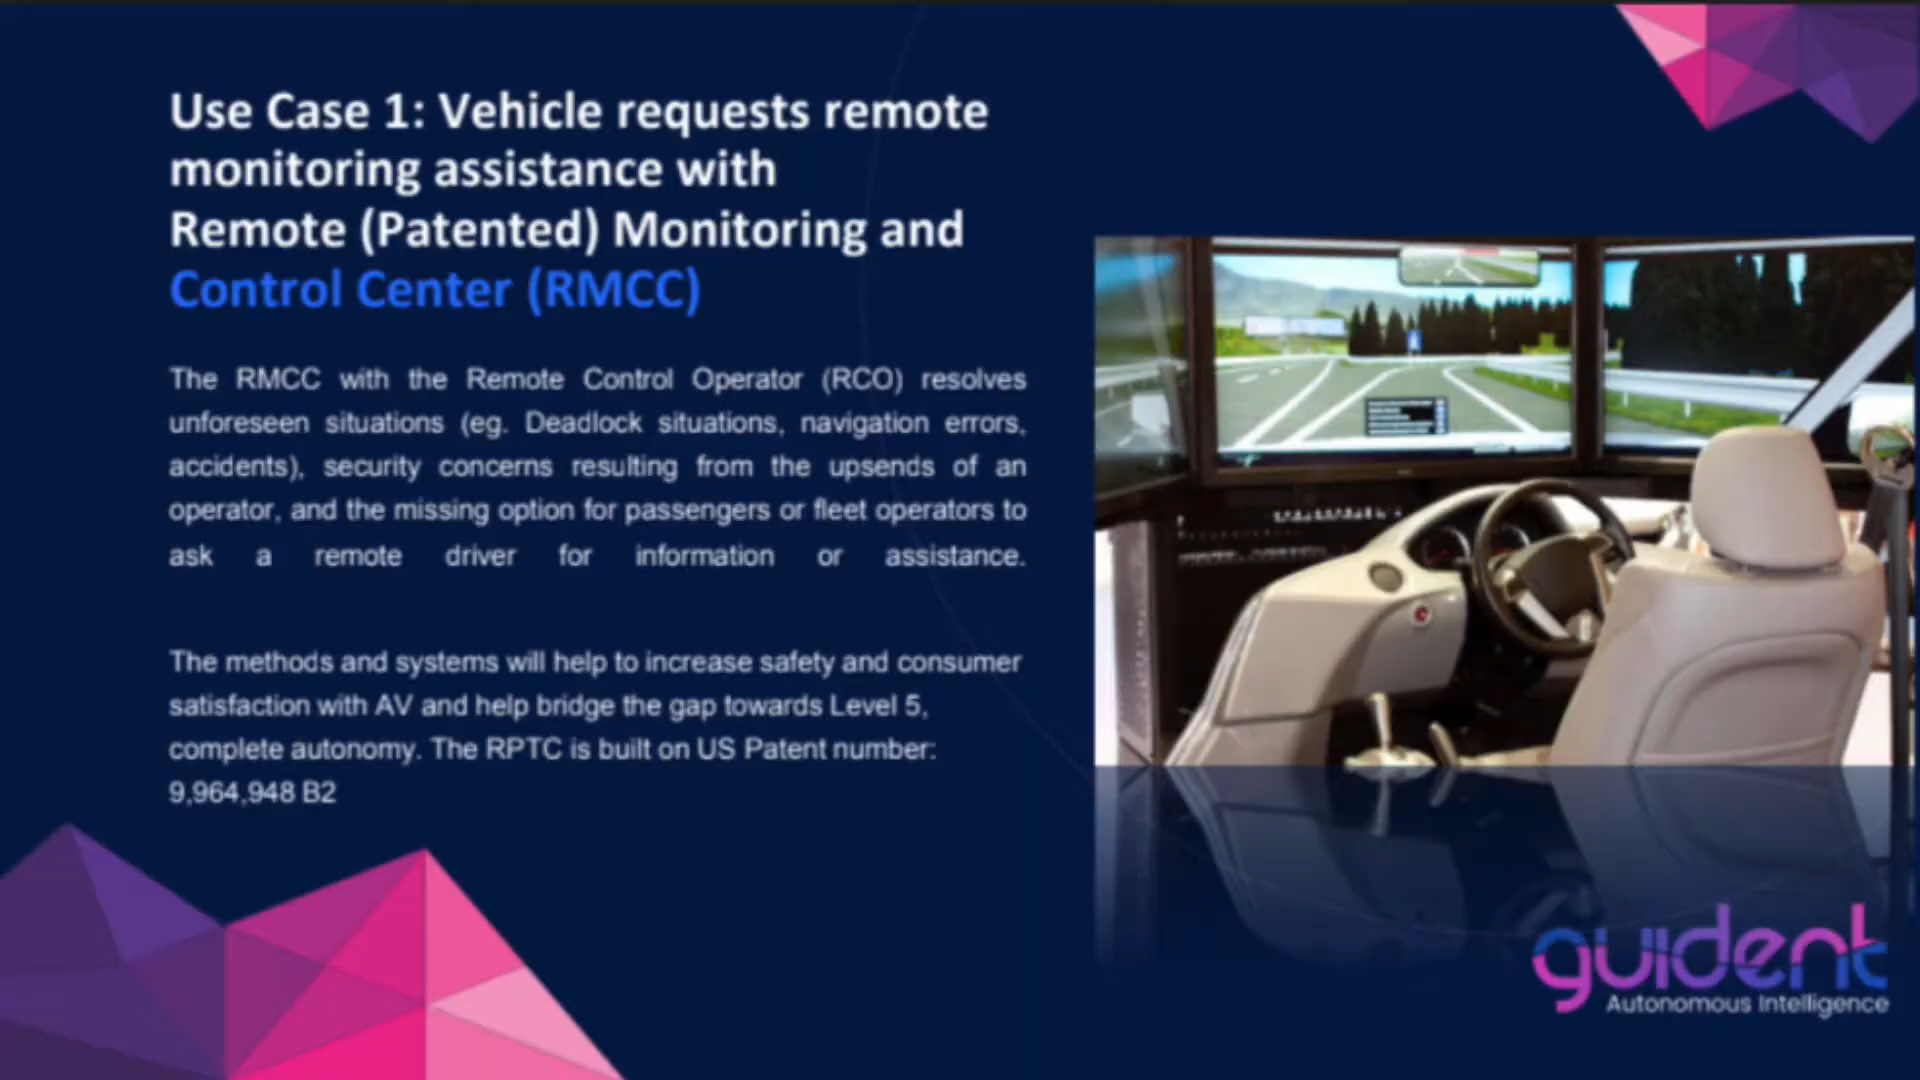 Use Case 1: Vehicle requests remote
monitoring assistance with
Remote (Patented) Monitoring and
Control Center (RMCC)
The RMCC with the Remote Control Operator (RCO) resolves
unforeseen situations (eg. Deadlock situations, navigation errors,
accidents), security concerns resulting from the upsends of an
operator, and the missing option for passengers or fleet operators to
ask a remote driver for information or assistance.
The methods and systems will help to increase safety and consumer
satisfaction with AV and help bridge the gap towards Level 5,
complete autonomy. The RPTC is built on US Patent number:
9,964,948 B2
guident
Autonomous Intelligence